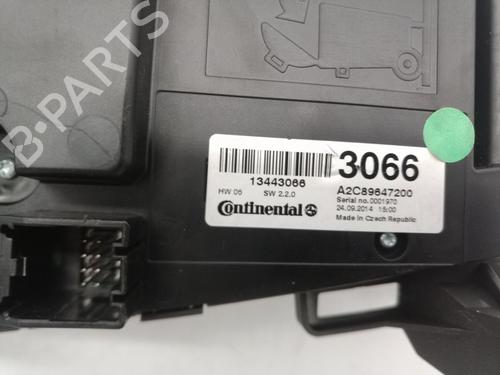 B-PARTS
3066
13443066
A2C89647200
HW 05 SW 2.2.0
Serial no.0001970
24.09.2014 15:00
Continental
Made in Czech Republic